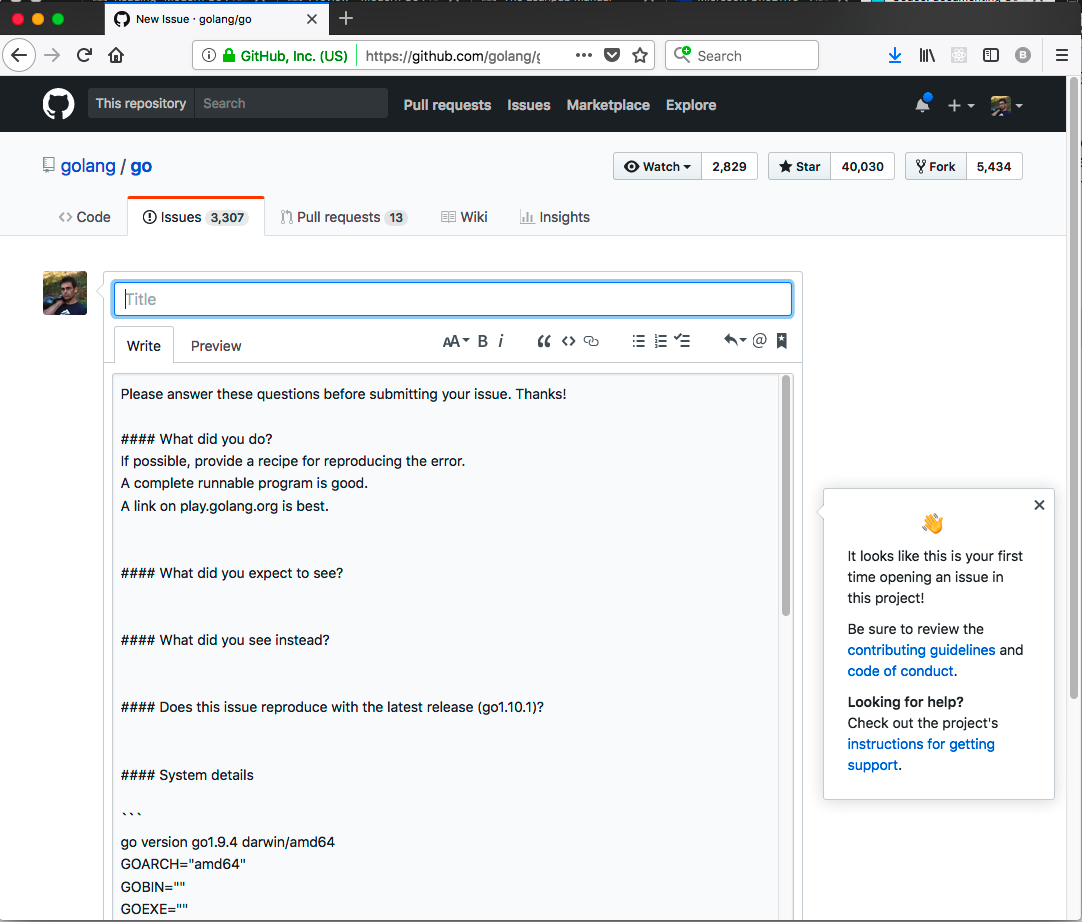 New Issue · golang/go
GitHub, Inc. (US)
https://github.com/golang/g
Search
This repository
Search
Pull requests
Issues
Marketplace
Explore
golang / go
Watch
2,829
Star
40,030
Fork
5,434
Code
Issues 3,307
Pull requests 13
Wiki
Insights
Title
Write
Preview
AA B i
Please answer these questions before submitting your issue. Thanks!
#### What did you do?
If possible, provide a recipe for reproducing the error.
A complete runnable program is good.
A link on play.golang.org is best.
#### What did you expect to see?
#### What did you see instead?
#### Does this issue reproduce with the latest release (go1.10.1)?
#### System details
```
go version go1.9.4 darwin/amd64
GOARCH="amd64"
GOBIN=""
GOEXE=""
It looks like this is your first
time opening an issue in
this project!
Be sure to review the
contributing guidelines and
code of conduct.
Looking for help?
Check out the project's
instructions for getting
support.